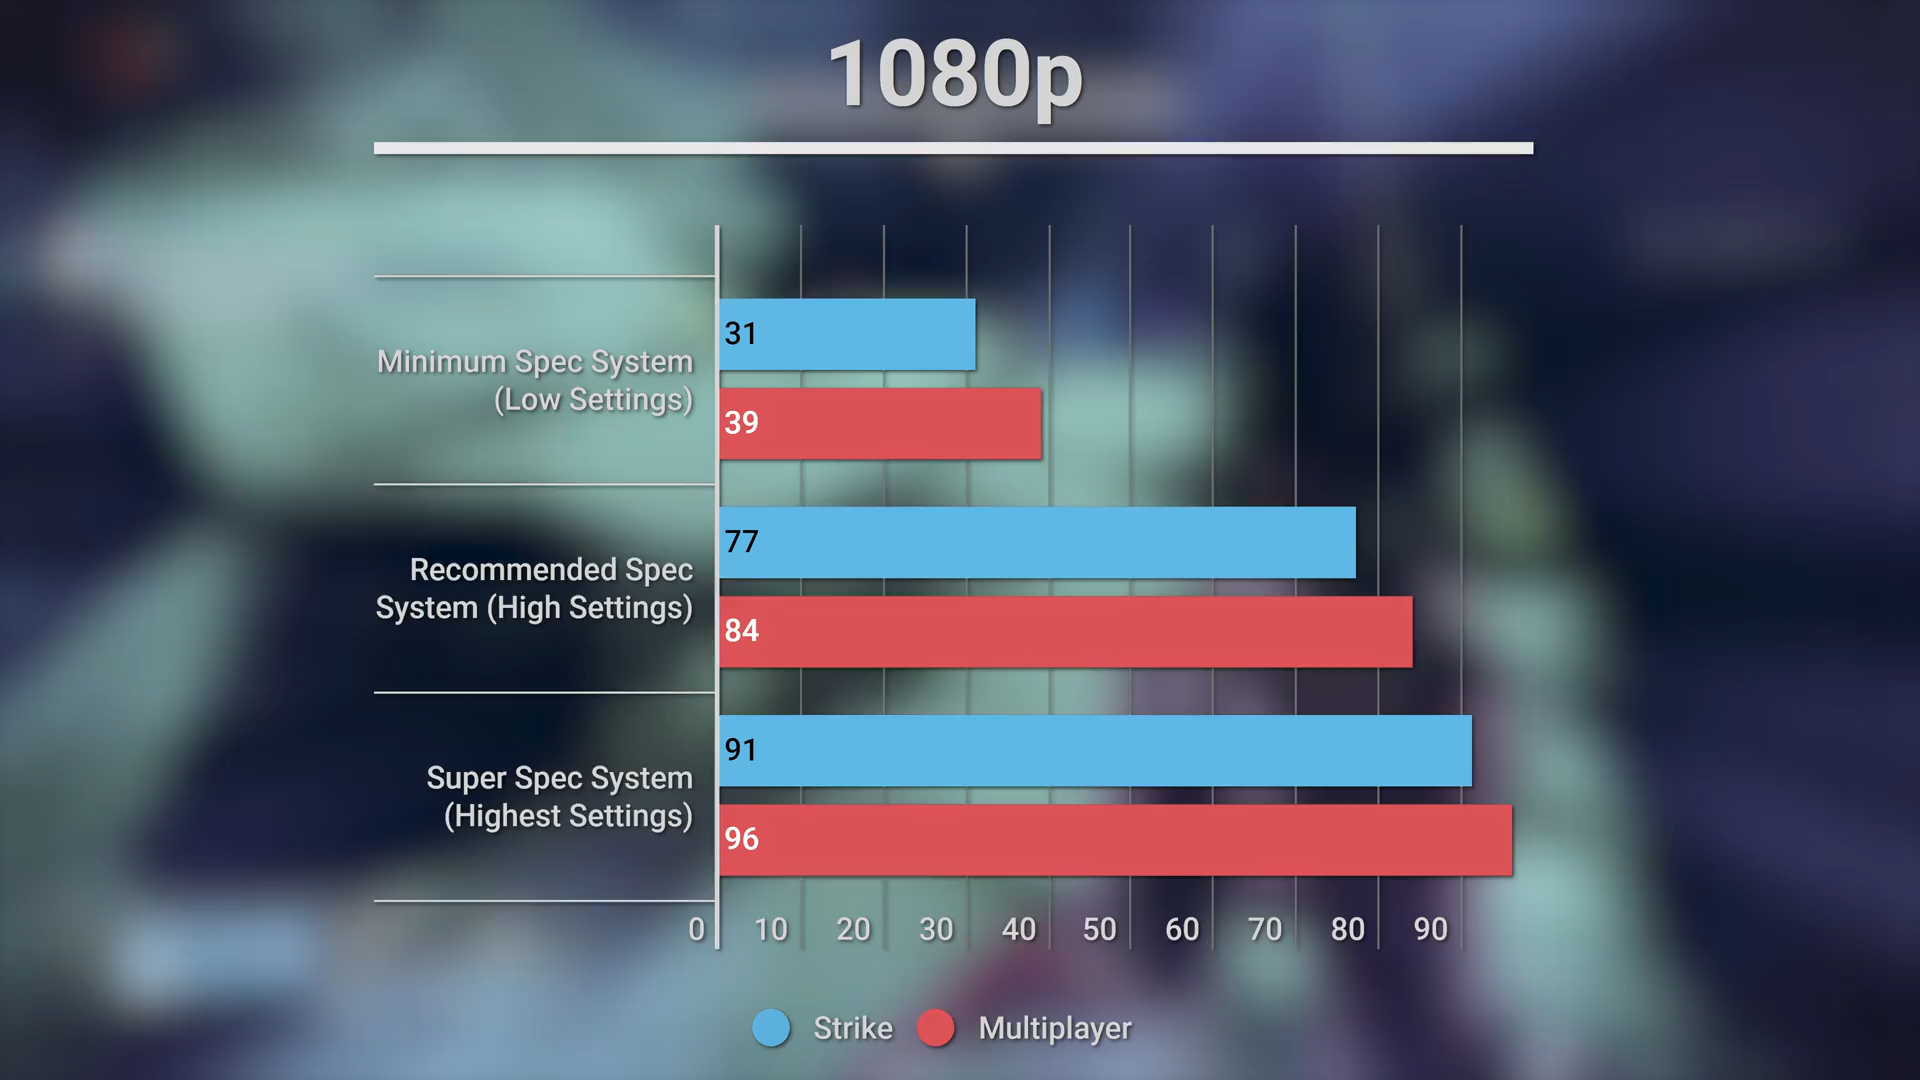 1080p
Minimum Spec System
(Low Settings)
31
39
Recommended Spec
System (High Settings)
77
84
Super Spec System
(Highest Settings)
91
96
0 10 20 30 40 50 60 70 80 90
Strike Multiplayer